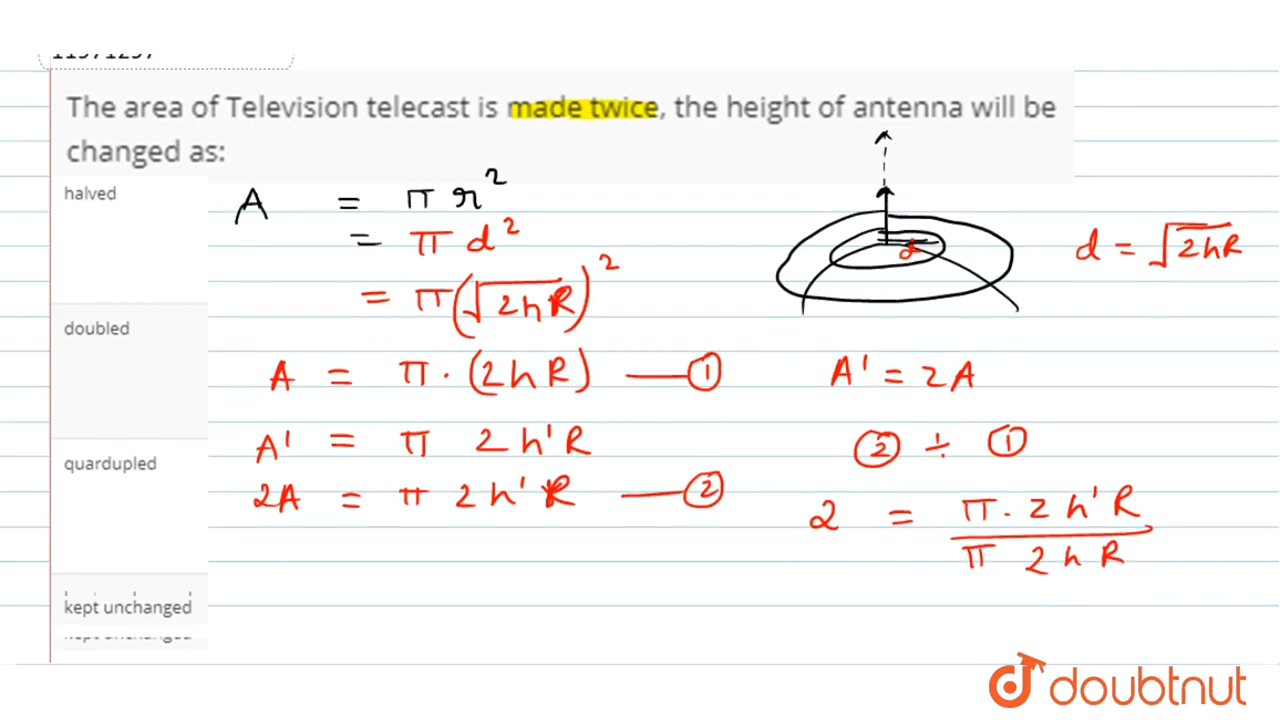 The area of Television telecast is made twice, the height of antenna will be
changed as:
halved
doubled
quardupled
kept unchanged
A = π r²
= π d²
= π(√2hR)²
A = π · (2hR) — ①
A' = π 2h'R
2A = π 2h'R — ②
d
d = √2hR
A' = 2A
② ÷ ①
2 = π · 2h'R
π 2hR
doubtnut